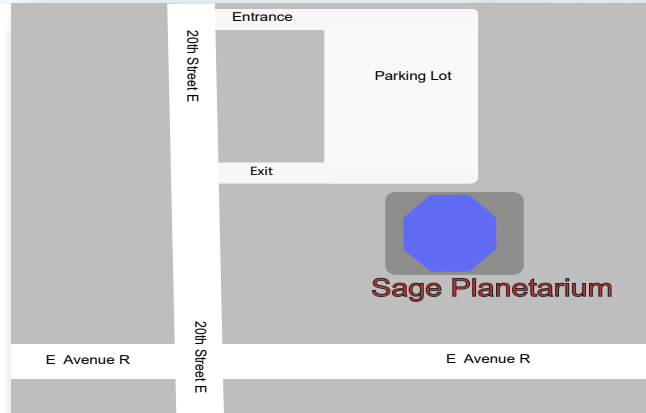 Entrance
20th Street E
Parking Lot
Exit
Sage Planetarium
20th Street E
E Avenue R
E Avenue R